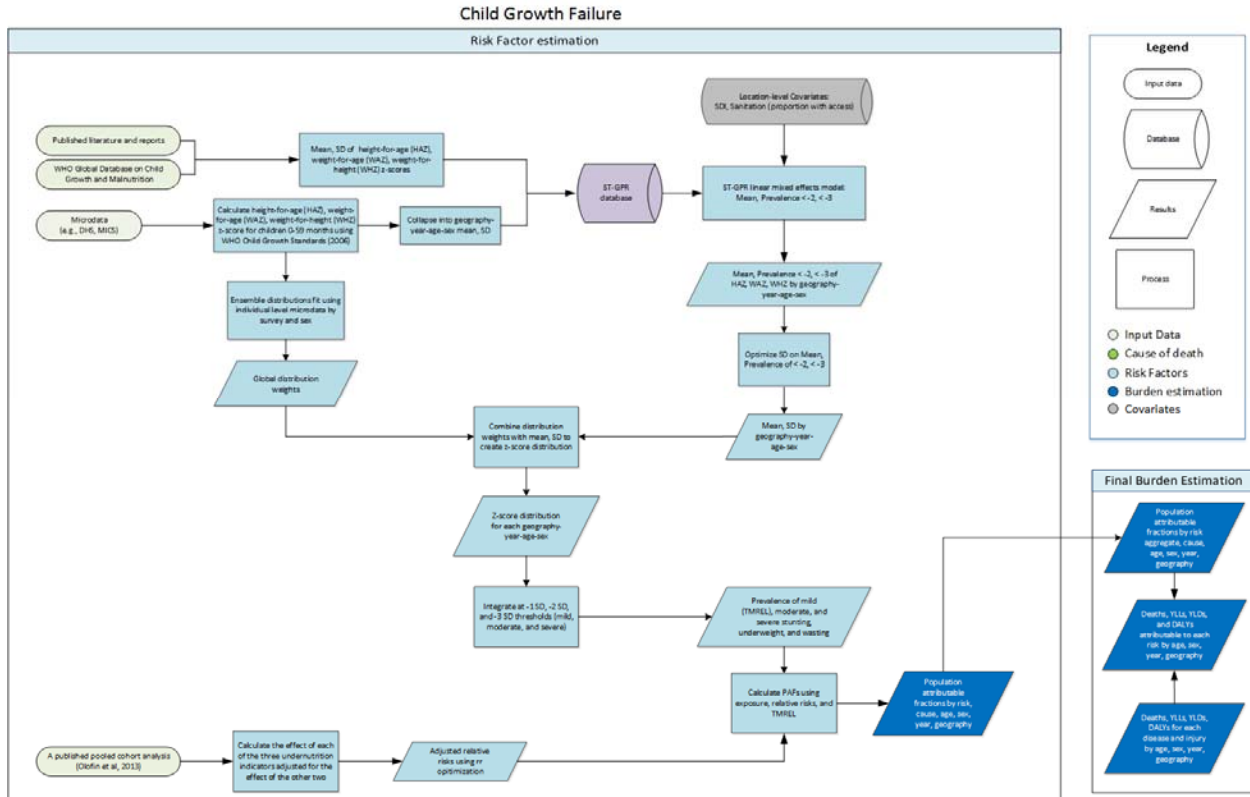 Child Growth Failure
Risk Factor estimation
Location-level Covariates:
SDI, Sanitation (proportion with access)
Published literature and reports
WHO Global Database on Child
Growth and Malnutrition
Mean, SD of height-for-age (HAZ),
weight-for-age (WAZ), weight-for-
height (WHZ) z-scores
Microdata
(e.g., DHS, MICS)
Calculate height-for-age (HAZ), weight-
for-age (WAZ), weight-for-height (WHZ)
z-score for children 0-59 months using
WHO Child Growth Standards (2006)
Collapse into geography-
year-age-sex mean, SD
ST-GPR
database
ST-GPR linear mixed effects model:
Mean, Prevalence < -2, < -3
Ensemble distributions fit using
individual level microdata by
survey and sex
Mean, Prevalence < -2, < -3 of
HAZ, WAZ, WHZ by geography-
year-age-sex
Global distribution
weights
Optimize SD on Mean,
Prevalence of < -2, < -3
Combine distribution
weights with mean, SD to
create z-score distribution
Mean, SD by
geography-year-
age-sex
Z-score distribution
for each geography-
year-age-sex
Integrate at -1 SD, -2 SD,
and -3 SD thresholds (mild,
moderate, and severe)
Prevalence of mild
(TMREL), moderate, and
severe stunting,
underweight, and wasting
Calculate PAFs using
exposure, relative risks, and
TMREL
Population
attributable
fractions by risk,
cause, age, sex,
year, geography
A published pooled cohort analysis
(Olofin et al, 2013)
Calculate the effect of each
of the three undernutrition
indicators adjusted for the
effect of the other two
Adjusted relative
risks using rr
opitimization
Legend
Input data
Database
Results
Process
Input Data
Cause of death
Risk Factors
Burden estimation
Covariates
Final Burden Estimation
Population
attributable
fractions by risk
aggregate, cause,
age, sex, year,
geography
Deaths, YLLs, YLDs,
and DALYs
attributable to each
risk by age, sex,
year, geography
Deaths, YLLs, YLDs,
DALYs for each
disease and injury
by age, sex, year,
geography